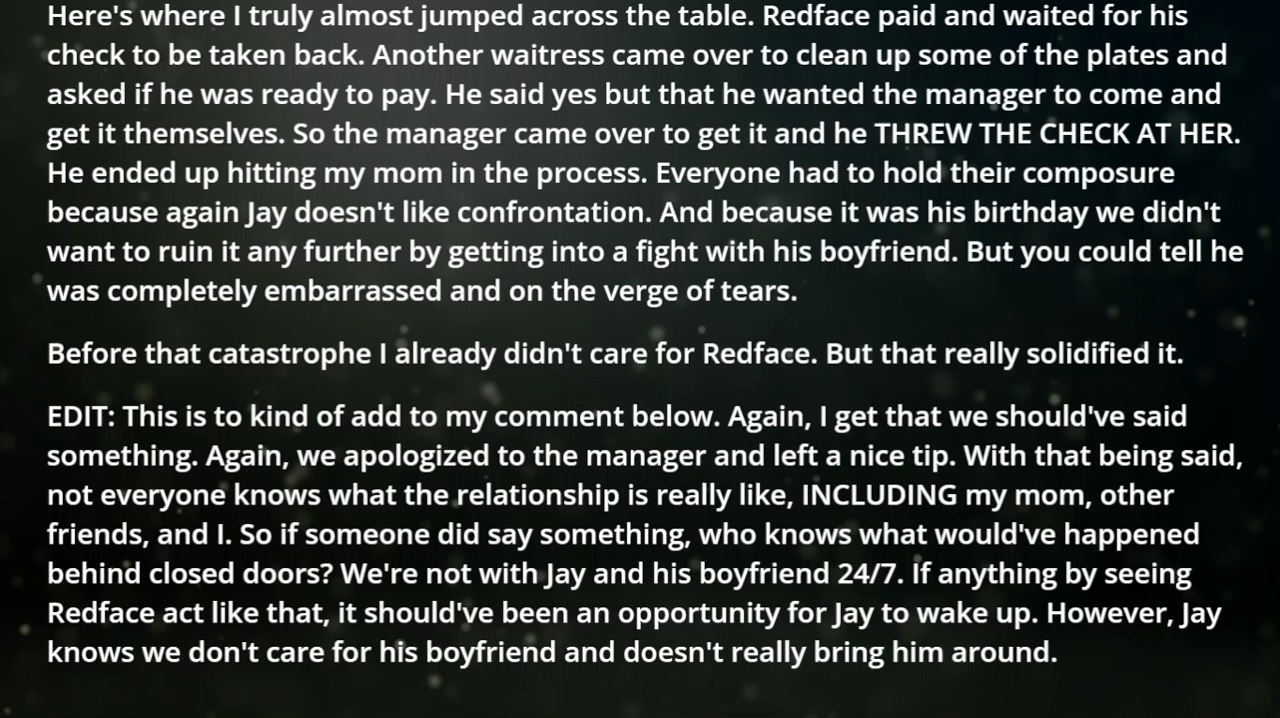 Here's where I truly almost jumped across the table. Redface paid and waited for his
check to be taken back. Another waitress came over to clean up some of the plates and
asked if he was ready to pay. He said yes but that he wanted the manager to come and
get it themselves. So the manager came over to get it and he THREW THE CHECK AT HER.
He ended up hitting my mom in the process. Everyone had to hold their composure
because again Jay doesn't like confrontation. And because it was his birthday we didn't
want to ruin it any further by getting into a fight with his boyfriend. But you could tell he
was completely embarrassed and on the verge of tears.
Before that catastrophe I already didn't care for Redface. But that really solidified it.
EDIT: This is to kind of add to my comment below. Again, I get that we should've said
something. Again, we apologized to the manager and left a nice tip. With that being said,
not everyone knows what the relationship is really like, INCLUDING my mom, other
friends, and I. So if someone did say something, who knows what would've happened
behind closed doors? We're not with Jay and his boyfriend 24/7. If anything by seeing
Redface act like that, it should've been an opportunity for Jay to wake up. However, Jay
knows we don't care for his boyfriend and doesn't really bring him around.